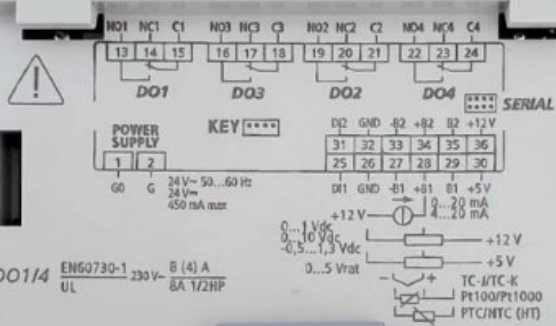 NO1 NC1 C1 NO3 NC3 C3 NO2 NC2 C2 NO4 NC4 C4
13 14 15 16 17 18 19 20 21 22 23 24
DO1 DO3 DO2 DO4
SERIAL
KEY
POWER
SUPPLY
DI2 GND -B2 +B2 B2 +12V
31 32 33 34 35 36
1 2
25 26 27 28 29 30
G0 G
24V~ 50...60 Hz
24V
450 mA max
DI1 GND -B1 +B1 B1 +5V
0...20 mA
+12 V
4...20 mA
0...1 Vdc
0...10 Vdc
-0,5...1,3 Vdc
+12 V
+5 V
0...5 Vrat
- +
TC-J/TC-K
Pt100/Pt1000
PTC/NTC (HT)
DO1/4 EN60730-1 230 V~ 8 (4) A
UL 8A 1/2HP